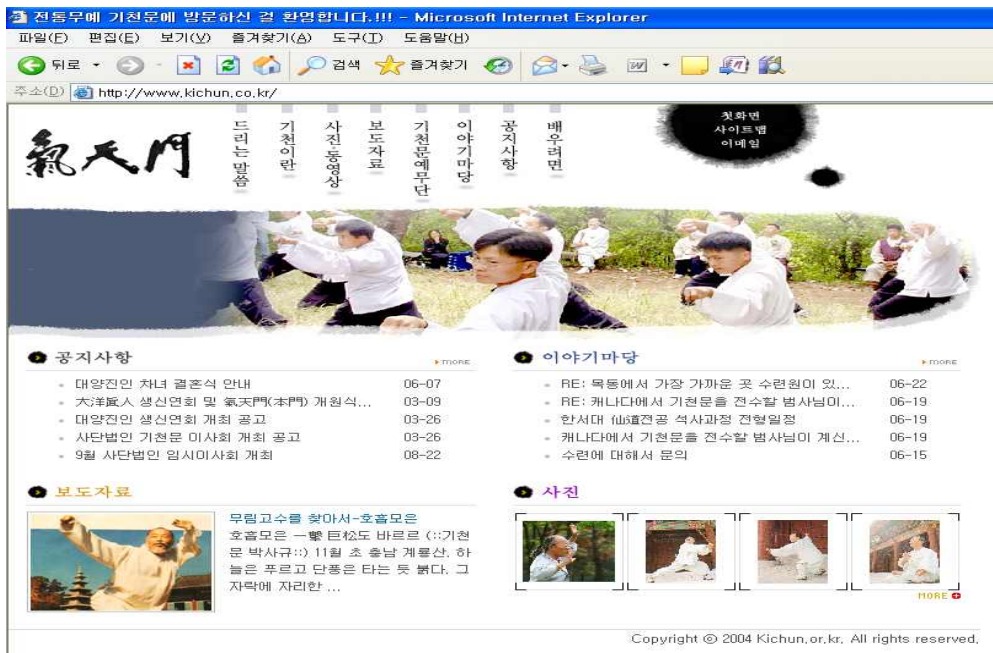 전통무예 기천문에 방문하신 걸 환영합니다.!!! - Microsoft Internet Explorer
파일(F) 편집(E) 보기(V) 즐겨찾기(A) 도구(T) 도움말(H)
뒤로 검색 즐겨찾기
주소(D) http://www.kichun.co.kr/
氣天門
드리는말씀
기천이란
사진·동영상
보도자료
기천문예무단
이야기마당
공지사항
배우려면
첫화면
사이트맵
이메일
공지사항 MORE
대양진인 차녀 결혼식 안내 06-07
人 생신연회 및 氣天門(本門) 개원식... 03-09
대양진인 생신연회 개최 공고 03-26
사단법인 기천문 이사회 개최 공고 03-26
9월 사단법인 임시이사회 개최 08-22
이야기마당 MORE
RE: 목동에서 가장 가까운 곳 수련원이 있... 06-22
RE: 캐나다에서 기천문을 전수할 범사님이... 06-19
한서대 仙道전공 석사과정 전형일정 06-19
캐나다에서 기천문을 전수할 범사님이 계신... 06-19
수련에 대해서 문의 06-15
보도자료
무림고수를 찾아서-호흡모은
호흡모은 一擊 巨松도 바르르 (::기천
문 박사규::) 11월 초 충남 계룡산. 하
늘은 푸르고 단풍은 타는 듯 붉다. 그
자락에 자리한 ...
사진
MORE
Copyright ⓒ 2004 Kichun.or.kr. All rights reserved.